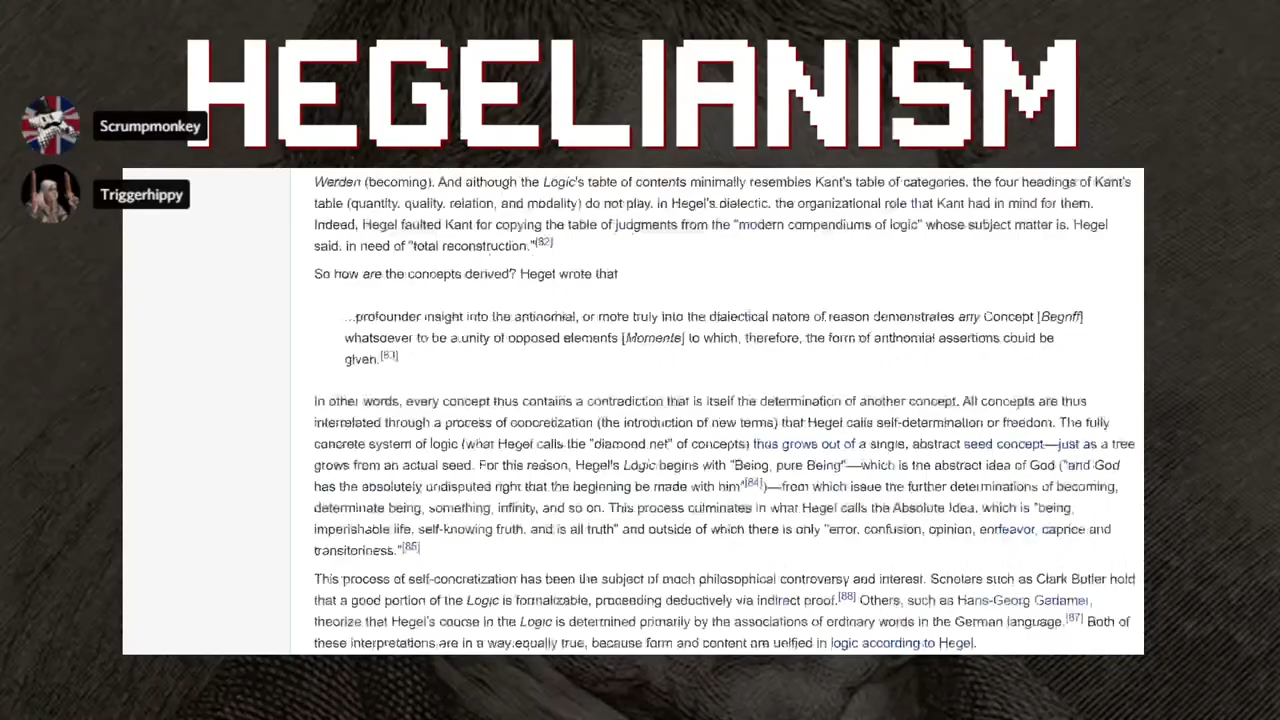 HEGELIANISM
Scrumpmonkey
Triggerhippy
Werden (becoming). And although the Logic's table of contents minimally resembles Kant's table of categories, the four headings of Kant's
table (quantity, quality, relation, and modality) do not play, in Hegel's dialectic, the organizational role that Kant had in mind for them.
Indeed, Hegel faulted Kant for copying the table of judgments from the "modern compendiums of logic" whose subject matter is, Hegel
said, in need of "total reconstruction."[82]
So how are the concepts derived? Hegel wrote that
...profounder insight into the antinomial, or more truly into the dialectical nature of reason demonstrates any Concept [Begriff]
whatsoever to be a unity of opposed elements [Momente] to which, therefore, the form of antinomial assertions could be
given.[83]
In other words, every concept thus contains a contradiction that is itself the determination of another concept. All concepts are thus
interrelated through a process of concretization (the introduction of new terms) that Hegel calls self-determination or freedom. The fully
concrete system of logic (what Hegel calls the "diamond net" of concepts) thus grows out of a single, abstract seed concept—just as a tree
grows from an actual seed. For this reason, Hegel's Logic begins with "Being, pure Being"—which is the abstract idea of God ("and God
has the absolutely undisputed right that the beginning be made with him"[84])—from which issue the further determinations of becoming,
determinate being, something, infinity, and so on. This process culminates in what Hegel calls the Absolute Idea, which is "being,
imperishable life, self-knowing truth, and is all truth" and outside of which there is only "error, confusion, opinion, endeavor, caprice and
transitoriness."[85]
This process of self-concretization has been the subject of much philosophical controversy and interest. Scholars such as Clark Butler hold
that a good portion of the Logic is formalizable, proceeding deductively via indirect proof.[86] Others, such as Hans-Georg Gadamer,
theorize that Hegel's course in the Logic is determined primarily by the associations of ordinary words in the German language.[87] Both of
these interpretations are in a way equally true, because form and content are unified in logic according to Hegel.